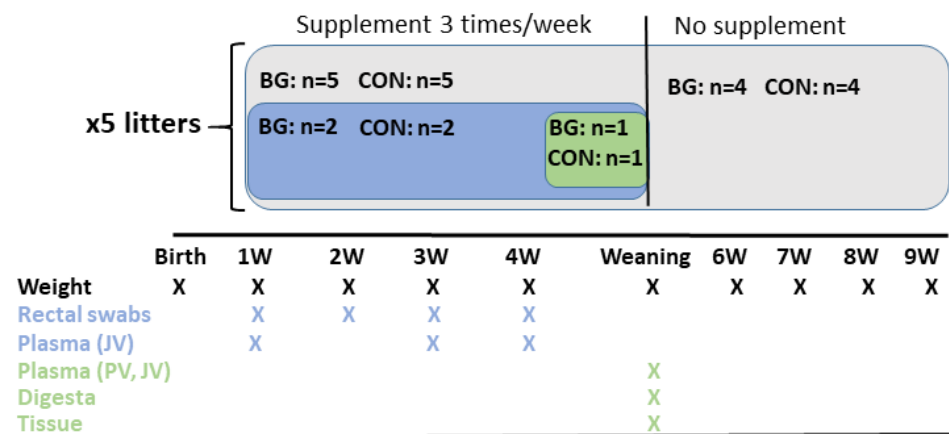 Supplement 3 times/week No supplement
BG: n=5 CON: n=5 BG: n=4 CON: n=4
x5 litters BG: n=2 CON: n=2 BG: n=1
CON: n=1
Birth 1W 2W 3W 4W Weaning 6W 7W 8W 9W
Weight X X X X X X X X X X
Rectal swabs X X X X
Plasma (JV) X X X
Plasma (PV, JV) X
Digesta X
Tissue X